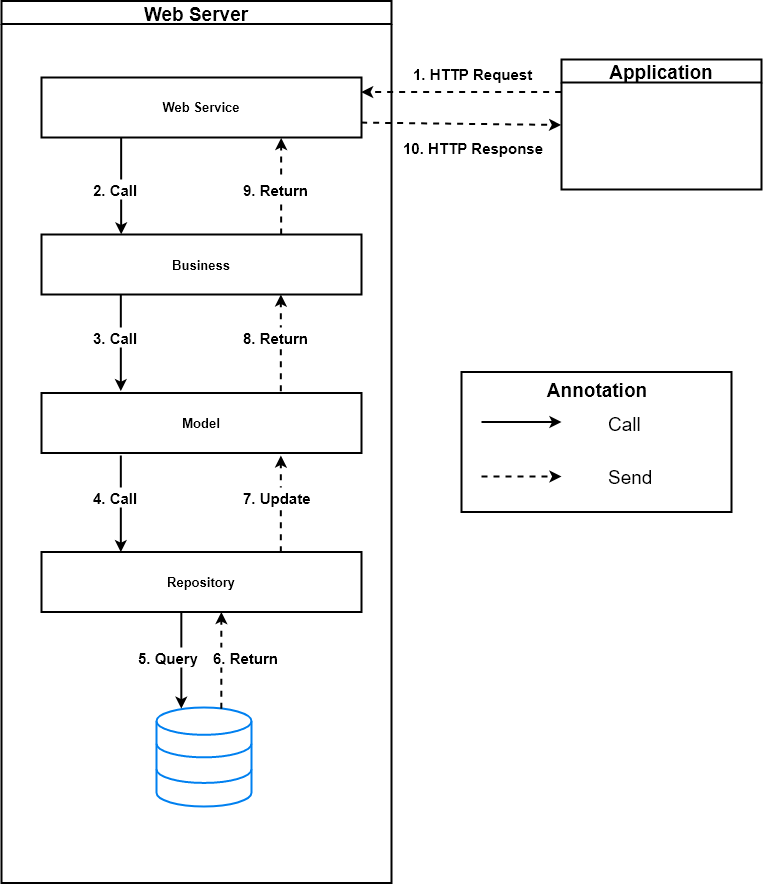 Web Server
1. HTTP Request
Application
Web Service
10. HTTP Response
2. Call
9. Return
Business
3. Call
8. Return
Annotation
Call
Model
Send
4. Call
7. Update
Repository
5. Query
6. Return